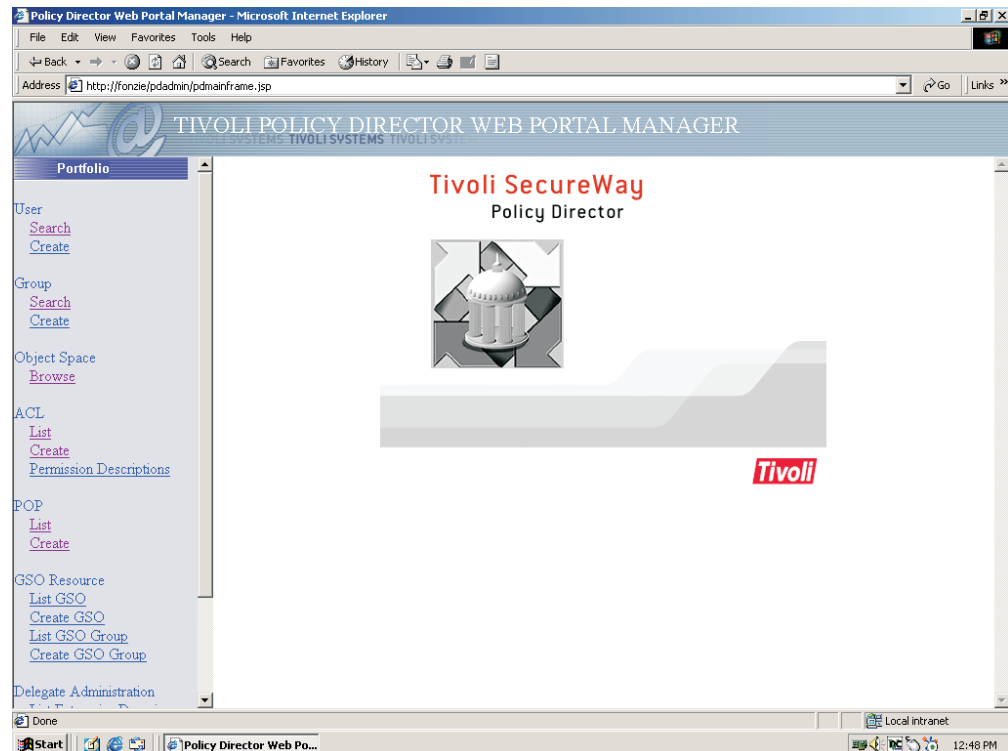 Policy Director Web Portal Manager - Microsoft Internet Explorer
File Edit View Favorites Tools Help
Back Search Favorites History
Address http://fonzie/pdadmin/pdmainframe.jsp Go Links »
TIVOLI POLICY DIRECTOR WEB PORTAL MANAGER
TIVOLI SYSTEMS TIVOLI SYSTEMS TIVOLI SYSTE
Portfolio
User
Search
Create
Group
Search
Create
Object Space
Browse
ACL
List
Create
Permission Descriptions
POP
List
Create
GSO Resource
List GSO
Create GSO
List GSO Group
Create GSO Group
Delegate Administration
Tivoli SecureWay
Policy Director
Tivoli
Done Local intranet
Start Policy Director Web Po... 12:48 PM